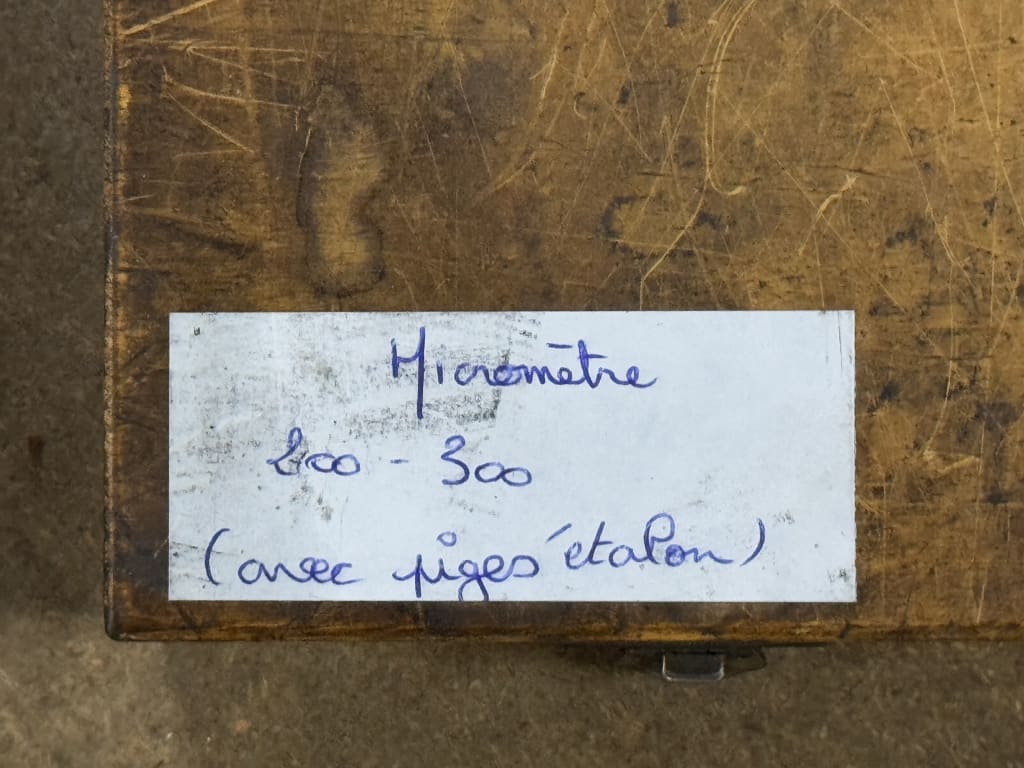 Micromètre
200 - 300
(avec piges étalon)